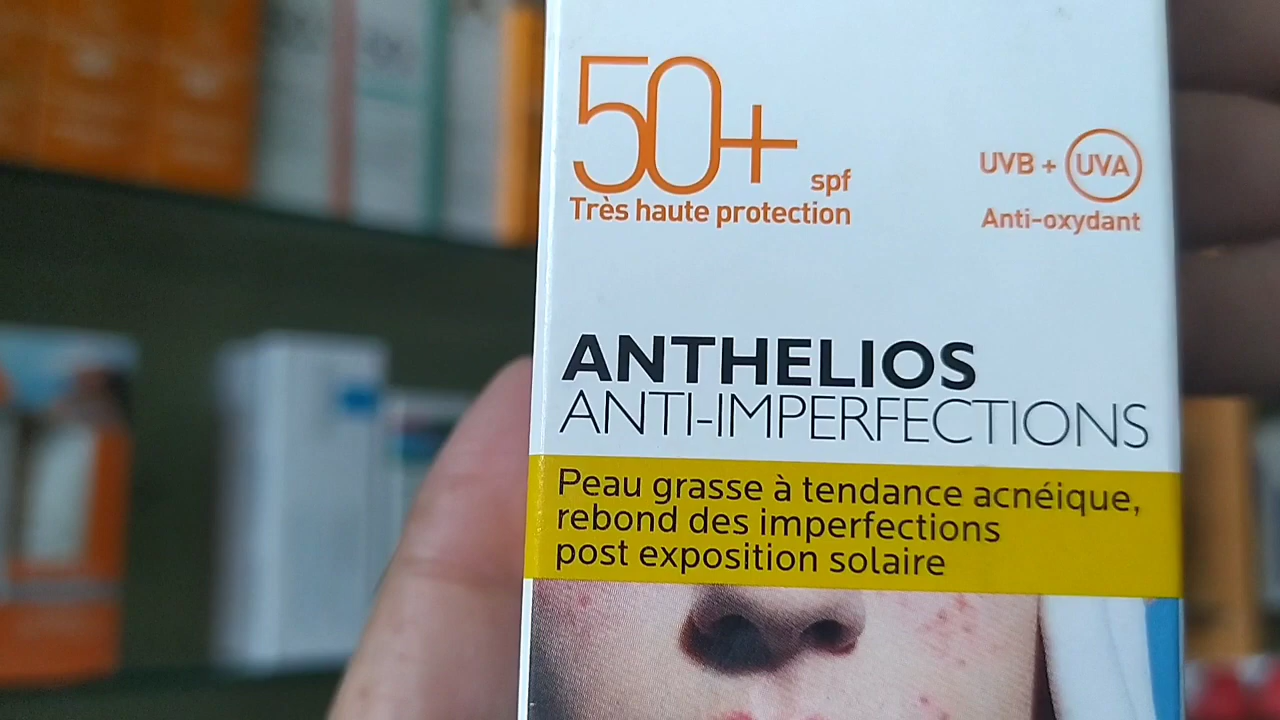 50+ spf
Très haute protection
UVB + UVA
Anti-oxydant
ANTHELIOS
ANTI-IMPERFECTIONS
Peau grasse à tendance acnéique,
rebond des imperfections
post exposition solaire